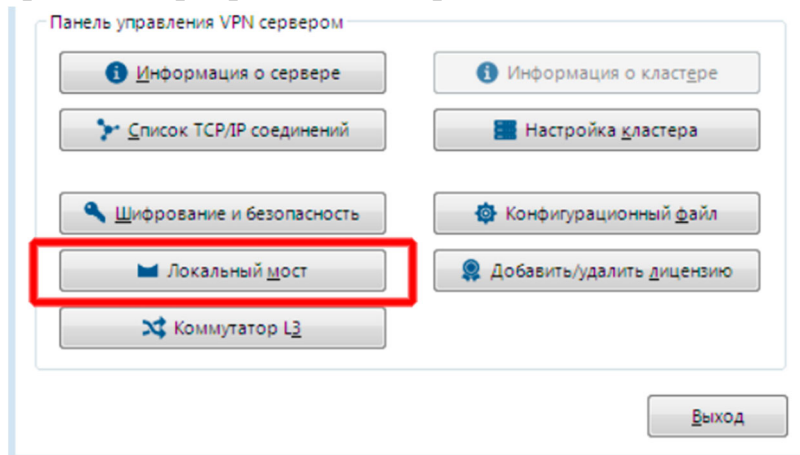 Панель управления VPN сервером
Информация о сервере
Информация о кластере
Список TCP/IP соединений
Настройка кластера
Шифрование и безопасность
Конфигурационный файл
Локальный мост
Добавить/удалить лицензию
Коммутатор L3
Выход